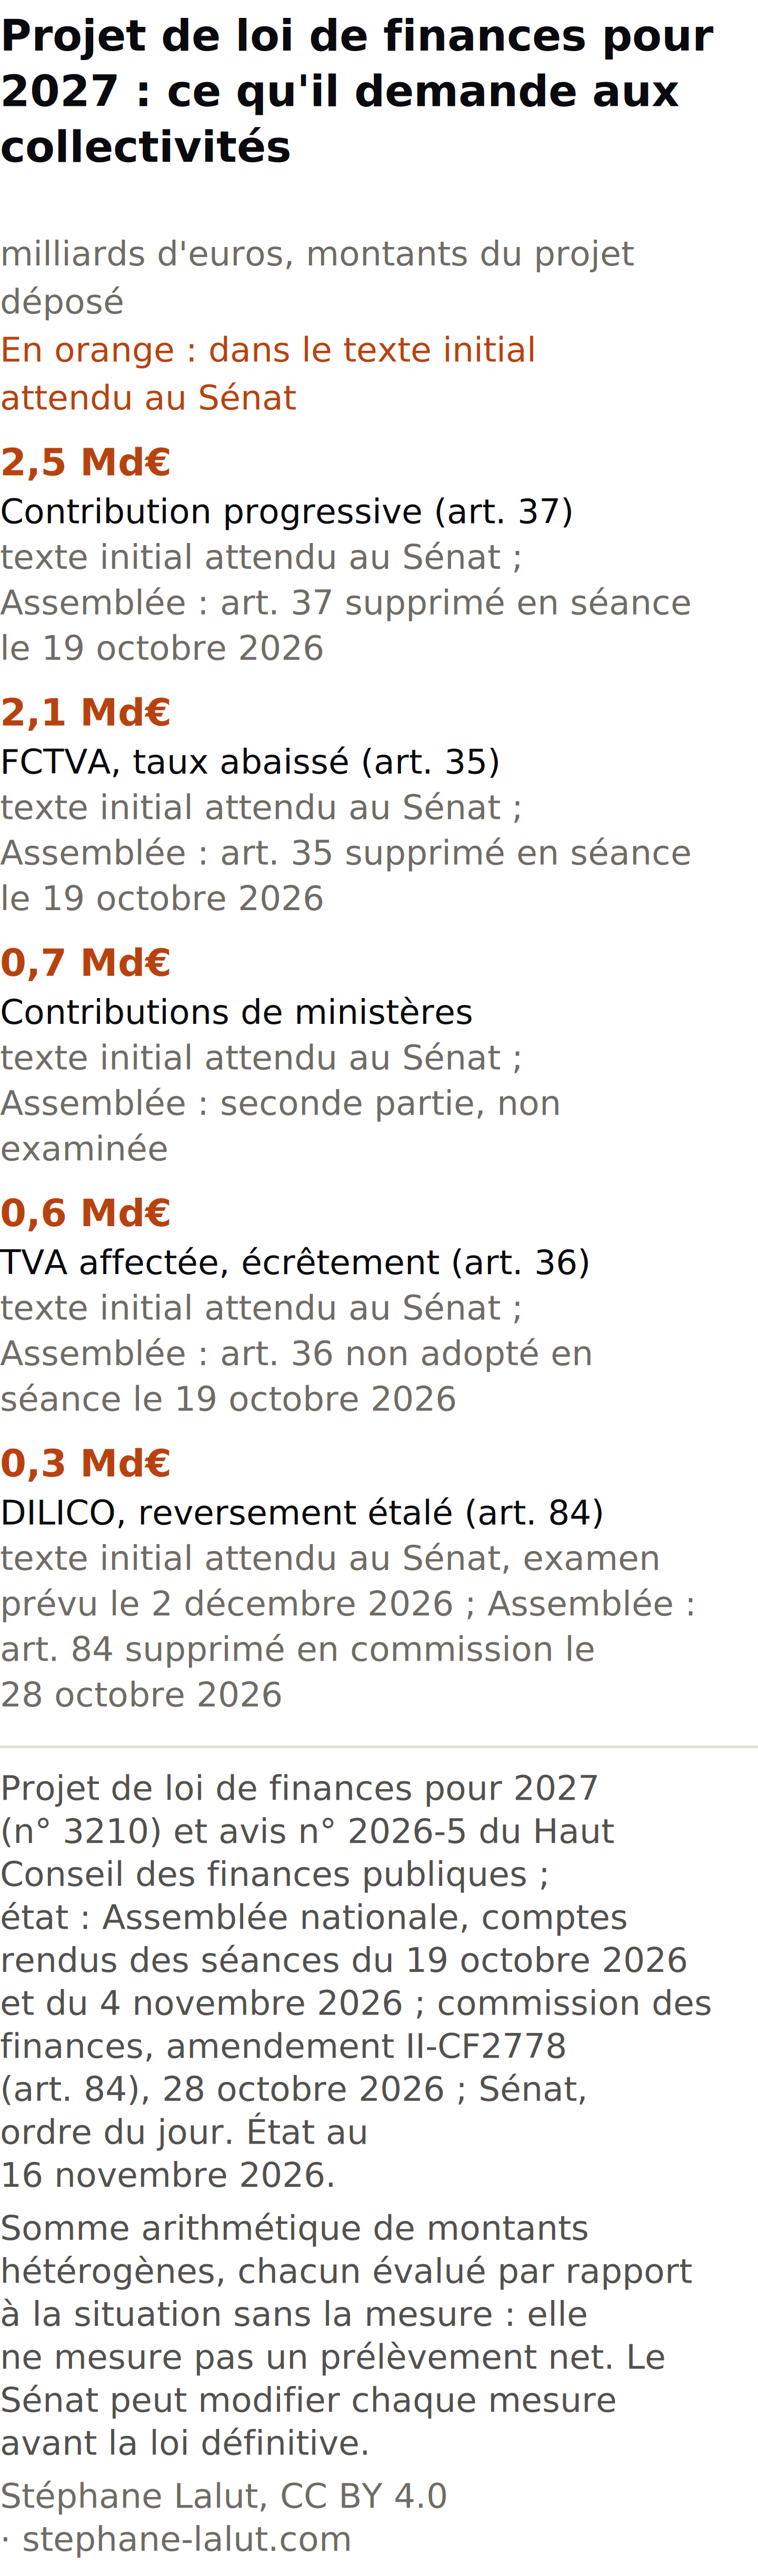 Projet de loi de finances pour
2027 : ce qu'il demande aux
collectivités
milliards d'euros, montants du projet
déposé
En orange : dans le texte initial
attendu au Sénat
2,5 Md€
Contribution progressive (art. 37)
texte initial attendu au Sénat ;
Assemblée : art. 37 supprimé en séance
le 19 octobre 2026
2,1 Md€
FCTVA, taux abaissé (art. 35)
texte initial attendu au Sénat ;
Assemblée : art. 35 supprimé en séance
le 19 octobre 2026
0,7 Md€
Contributions de ministères
texte initial attendu au Sénat ;
Assemblée : seconde partie, non
examinée
0,6 Md€
TVA affectée, écrêtement (art. 36)
texte initial attendu au Sénat ;
Assemblée : art. 36 non adopté en
séance le 19 octobre 2026
0,3 Md€
DILICO, reversement étalé (art. 84)
texte initial attendu au Sénat, examen
prévu le 2 décembre 2026 ; Assemblée :
art. 84 supprimé en commission le
28 octobre 2026
Projet de loi de finances pour 2027
(n° 3210) et avis n° 2026-5 du Haut
Conseil des finances publiques ;
état : Assemblée nationale, comptes
rendus des séances du 19 octobre 2026
et du 4 novembre 2026 ; commission des
finances, amendement II-CF2778
(art. 84), 28 octobre 2026 ; Sénat,
ordre du jour. État au
16 novembre 2026.
Somme arithmétique de montants
hétérogènes, chacun évalué par rapport
à la situation sans la mesure : elle
ne mesure pas un prélèvement net. Le
Sénat peut modifier chaque mesure
avant la loi définitive.
Stéphane Lalut, CC BY 4.0
· stephane-lalut.com